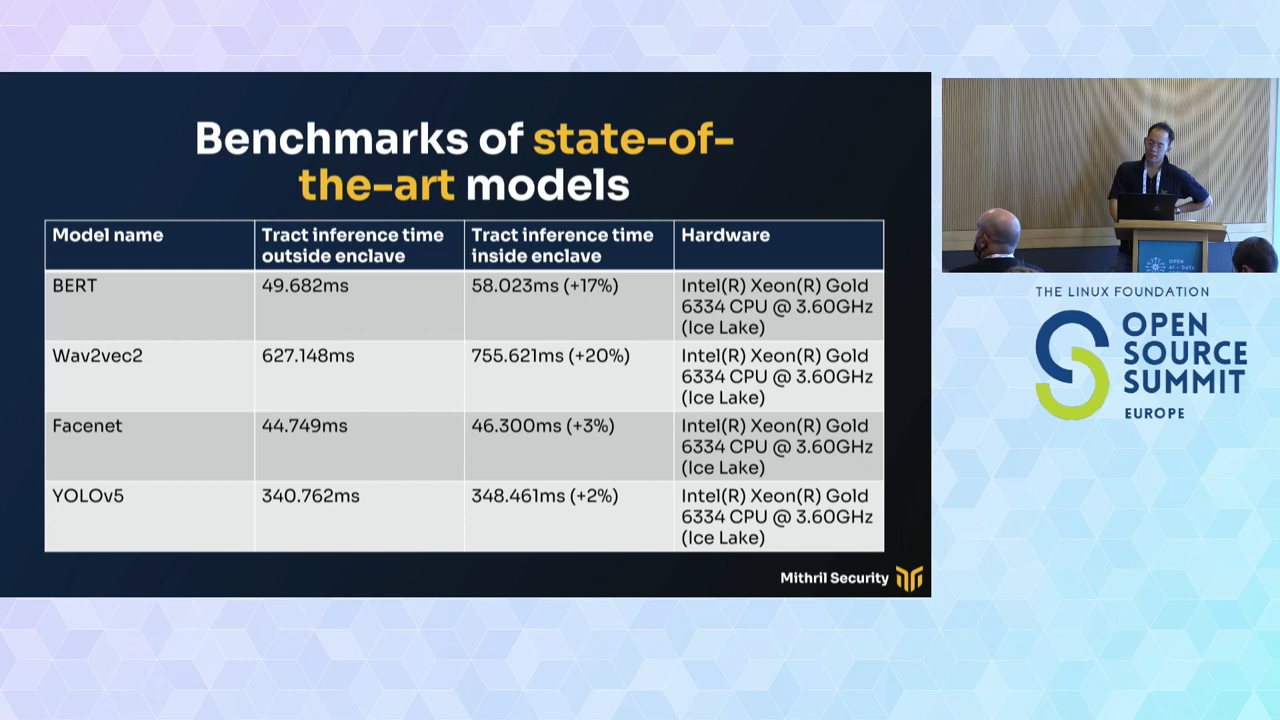 Benchmarks of state-of-
the-art models
Model name
Tract inference time
outside enclave
Tract inference time
inside enclave
Hardware
BERT
49.682ms
58.023ms (+17%)
Intel(R) Xeon(R) Gold
6334 CPU @ 3.60GHz
(Ice Lake)
Wav2vec2
627.148ms
755.621ms (+20%)
Intel(R) Xeon(R) Gold
6334 CPU @ 3.60GHz
(Ice Lake)
Facenet
44.749ms
46.300ms (+3%)
Intel(R) Xeon(R) Gold
6334 CPU @ 3.60GHz
(Ice Lake)
YOLOv5
340.762ms
348.461ms (+2%)
Intel(R) Xeon(R) Gold
6334 CPU @ 3.60GHz
(Ice Lake)
Mithril Security
OPEN
AI + DATA
THE LINUX FOUNDATION
OPEN
SOURCE
SUMMIT
EUROPE